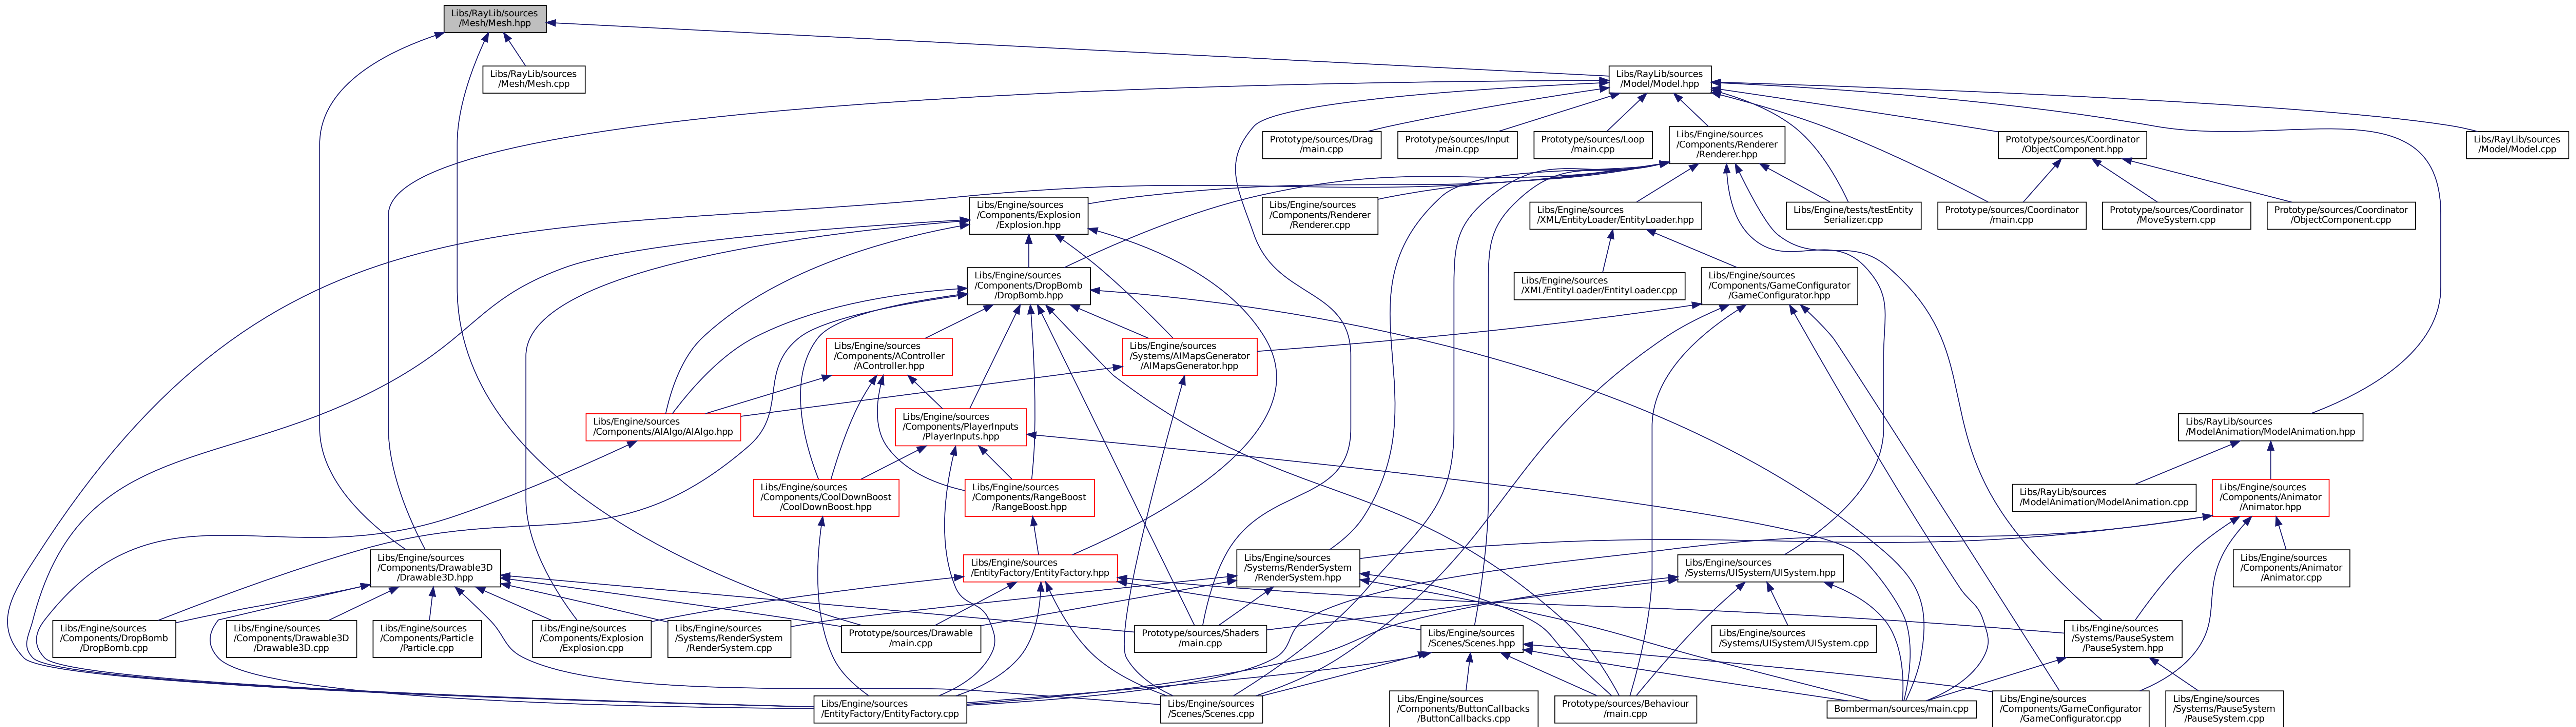 Libs/RayLib/sources
/Mesh/Mesh.hpp
Libs/RayLib/sources
/Mesh/Mesh.cpp
Libs/RayLib/sources
/Model/Model.hpp
Prototype/sources/Drag
/main.cpp
Prototype/sources/Input
/main.cpp
Prototype/sources/Loop
/main.cpp
Libs/Engine/sources
/Components/Renderer
/Renderer.hpp
Prototype/sources/Coordinator
/ObjectComponent.hpp
Libs/RayLib/sources
/Model/Model.cpp
Libs/Engine/sources
/Components/Explosion
/Explosion.hpp
Libs/Engine/sources
/Components/Renderer
/Renderer.cpp
Libs/Engine/sources
/XML/EntityLoader/EntityLoader.hpp
Libs/Engine/tests/testEntity
Serializer.cpp
Prototype/sources/Coordinator
/main.cpp
Prototype/sources/Coordinator
/MoveSystem.cpp
Prototype/sources/Coordinator
/ObjectComponent.cpp
Libs/Engine/sources
/Components/DropBomb
/DropBomb.hpp
Libs/Engine/sources
/XML/EntityLoader/EntityLoader.cpp
Libs/Engine/sources
/Components/GameConfigurator
/GameConfigurator.hpp
Libs/Engine/sources
/Components/AController
/AController.hpp
Libs/Engine/sources
/Systems/AIMapsGenerator
/AIMapsGenerator.hpp
Libs/Engine/sources
/Components/AIAlgo/AIAlgo.hpp
Libs/Engine/sources
/Components/PlayerInputs
/PlayerInputs.hpp
Libs/RayLib/sources
/ModelAnimation/ModelAnimation.hpp
Libs/Engine/sources
/Components/CoolDownBoost
/CoolDownBoost.hpp
Libs/Engine/sources
/Components/RangeBoost
/RangeBoost.hpp
Libs/RayLib/sources
/ModelAnimation/ModelAnimation.cpp
Libs/Engine/sources
/Components/Animator
/Animator.hpp
Libs/Engine/sources
/Components/Drawable3D
/Drawable3D.hpp
Libs/Engine/sources
/EntityFactory/EntityFactory.hpp
Libs/Engine/sources
/Systems/RenderSystem
/RenderSystem.hpp
Libs/Engine/sources
/Systems/UISystem/UISystem.hpp
Libs/Engine/sources
/Components/Animator
/Animator.cpp
Libs/Engine/sources
/Components/DropBomb
/DropBomb.cpp
Libs/Engine/sources
/Components/Drawable3D
/Drawable3D.cpp
Libs/Engine/sources
/Components/Particle
/Particle.cpp
Libs/Engine/sources
/Components/Explosion
/Explosion.cpp
Libs/Engine/sources
/Systems/RenderSystem
/RenderSystem.cpp
Prototype/sources/Drawable
/main.cpp
Prototype/sources/Shaders
/main.cpp
Libs/Engine/sources
/Scenes/Scenes.hpp
Libs/Engine/sources
/Systems/UISystem/UISystem.cpp
Libs/Engine/sources
/Systems/PauseSystem
/PauseSystem.hpp
Libs/Engine/sources
/EntityFactory/EntityFactory.cpp
Libs/Engine/sources
/Scenes/Scenes.cpp
Libs/Engine/sources
/Components/ButtonCallbacks
/ButtonCallbacks.cpp
Prototype/sources/Behaviour
/main.cpp
Bomberman/sources/main.cpp
Libs/Engine/sources
/Components/GameConfigurator
/GameConfigurator.cpp
Libs/Engine/sources
/Systems/PauseSystem
/PauseSystem.cpp